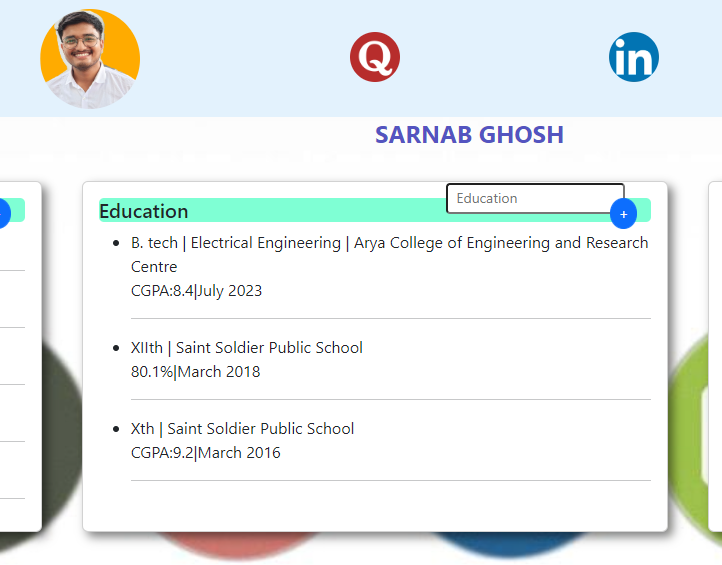 Q
in
SARNAB GHOSH
Education
Education
+
B. tech | Electrical Engineering | Arya College of Engineering and Research
Centre
CGPA:8.4|July 2023
XIIth | Saint Soldier Public School
80.1%|March 2018
Xth | Saint Soldier Public School
CGPA:9.2|March 2016